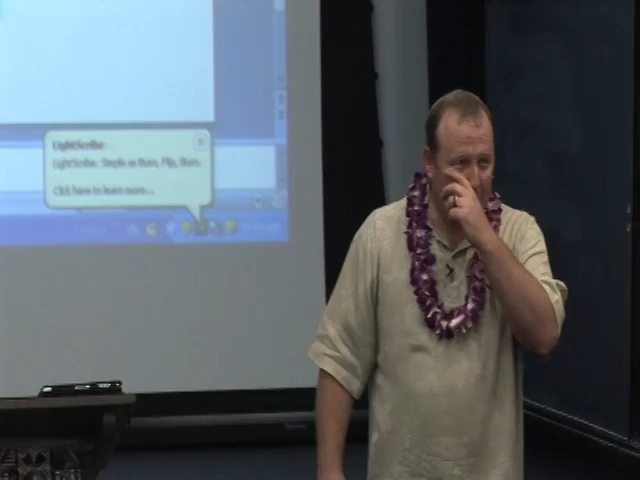 LightScribe
LightScribe. Simple as Burn, Flip, Burn.
Click here to learn more...